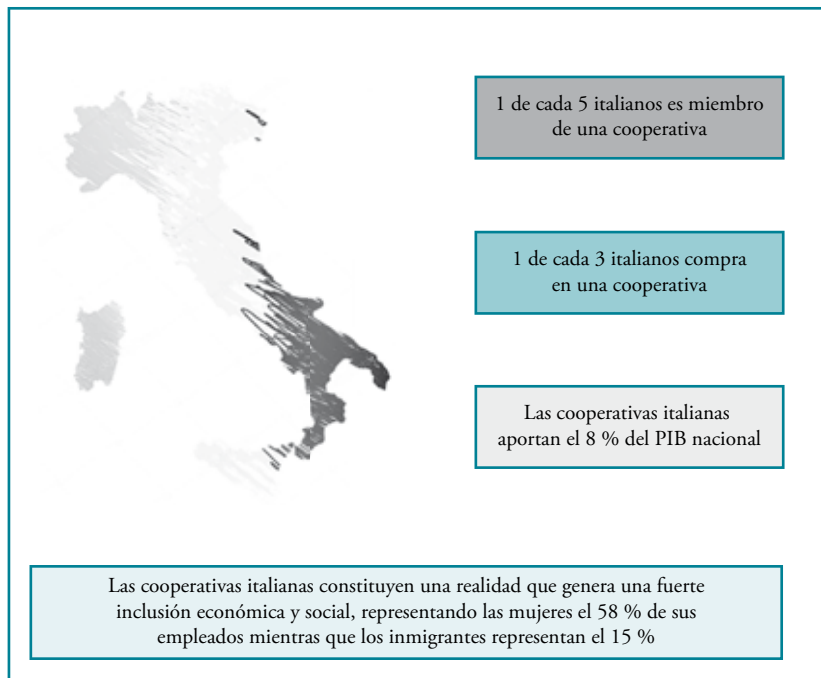 1 de cada 5 italianos es miembro
de una cooperativa
1 de cada 3 italianos compra
en una cooperativa
Las cooperativas italianas
aportan el 8 % del PIB nacional
Las cooperativas italianas constituyen una realidad que genera una fuerte
inclusión económica y social, representando las mujeres el 58 % de sus
empleados mientras que los inmigrantes representan el 15 %